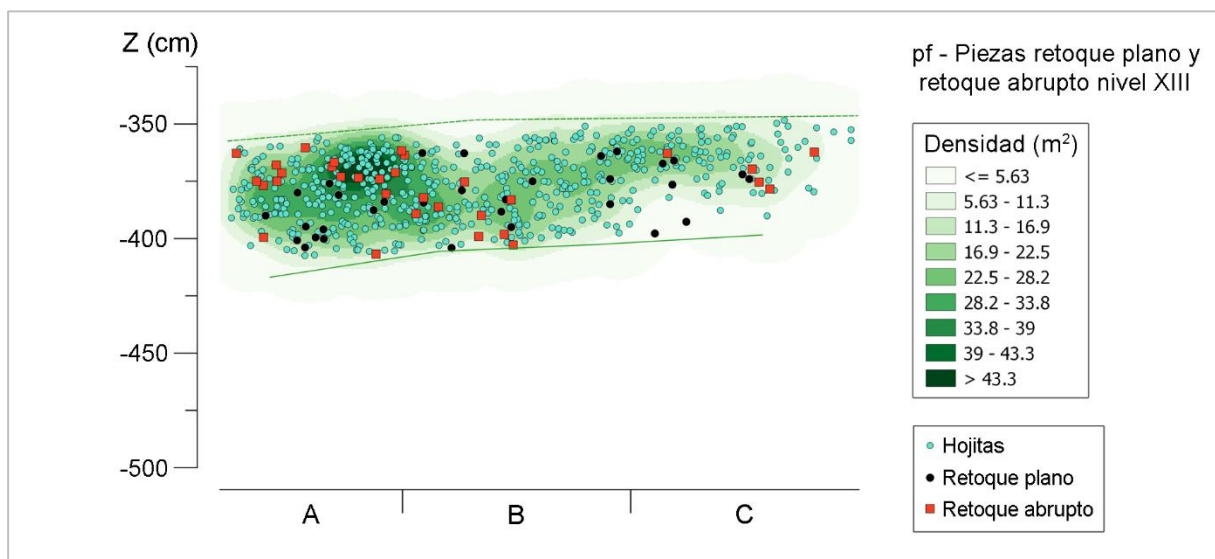 Z (cm)
-350
-400
-450
-500
A
B
C
pf - Piezas retoque plano y
retoque abrupto nivel XIII
Densidad (m²)
<= 5.63
5.63 - 11.3
11.3 - 16.9
16.9 - 22.5
22.5 - 28.2
28.2 - 33.8
33.8 - 39
39 - 43.3
> 43.3
Hojitas
Retoque plano
Retoque abrupto